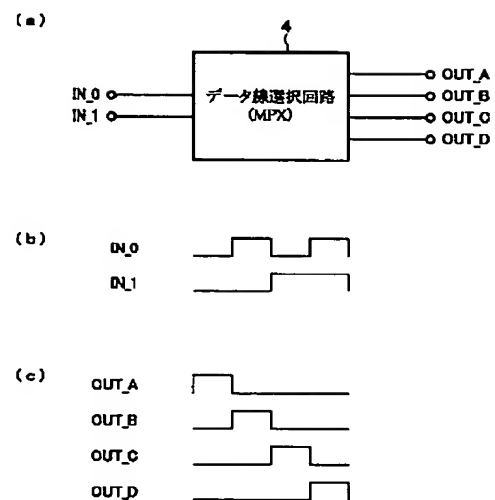 (a)
4
IN_0
IN_1
データ線選択回路
(MPX)
OUT_A
OUT_B
OUT_C
OUT_D
(b)
IN_0
IN_1
(c)
OUT_A
OUT_B
OUT_C
OUT_D